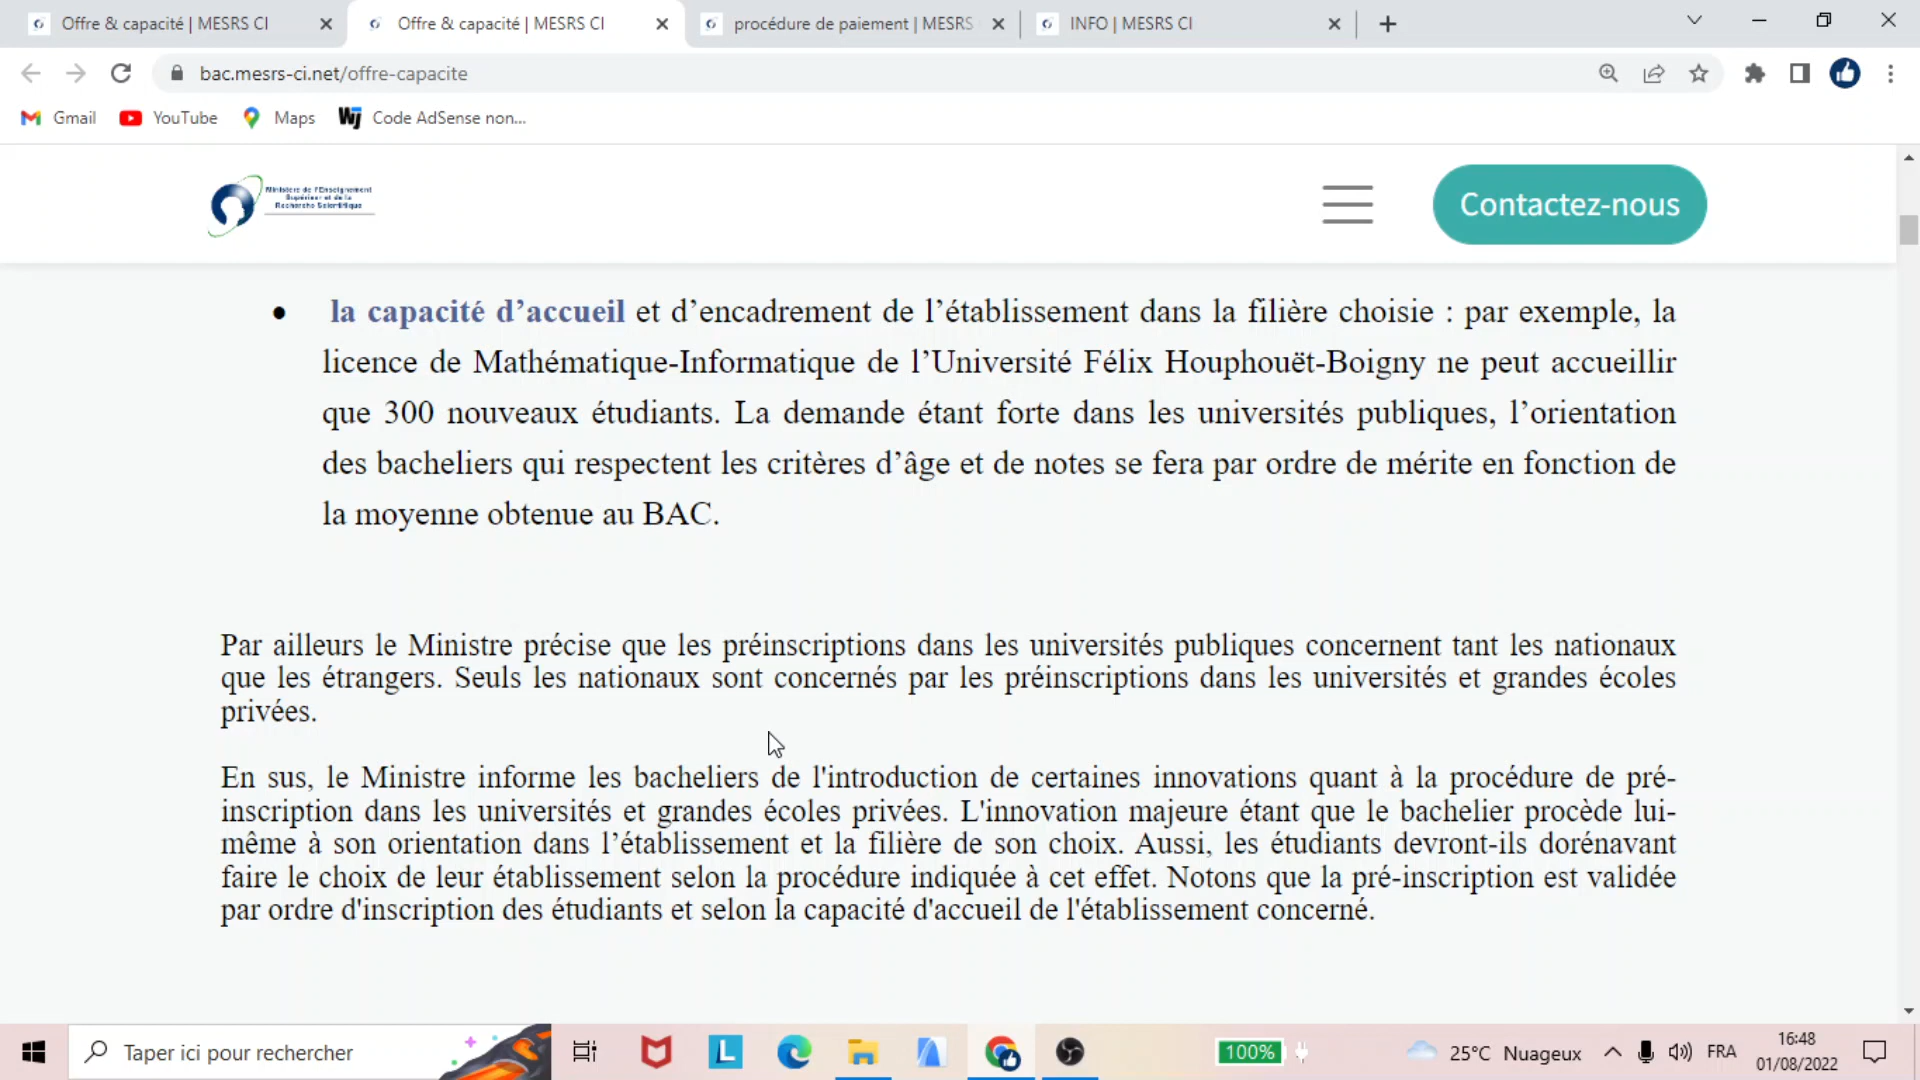 Offre & capacité | MESRS CI
Offre & capacité | MESRS CI
procédure de paiement | MESRS
INFO | MESRS CI
bac.mesrs-ci.net/offre-capacite
Gmail
YouTube
Maps
Code AdSense non...
Ministère de l'Enseignement
Supérieur et de la
Recherche Scientifique
Contactez-nous
• la capacité d’accueil et d’encadrement de l’établissement dans la filière choisie : par exemple, la
licence de Mathématique-Informatique de l’Université Félix Houphouët-Boigny ne peut accueillir
que 300 nouveaux étudiants. La demande étant forte dans les universités publiques, l’orientation
des bacheliers qui respectent les critères d’âge et de notes se fera par ordre de mérite en fonction de
la moyenne obtenue au BAC.
Par ailleurs le Ministre précise que les préinscriptions dans les universités publiques concernent tant les nationaux
que les étrangers. Seuls les nationaux sont concernés par les préinscriptions dans les universités et grandes écoles
privées.
En sus, le Ministre informe les bacheliers de l'introduction de certaines innovations quant à la procédure de pré-
inscription dans les universités et grandes écoles privées. L'innovation majeure étant que le bachelier procède lui-
même à son orientation dans l’établissement et la filière de son choix. Aussi, les étudiants devront-ils dorénavant
faire le choix de leur établissement selon la procédure indiquée à cet effet. Notons que la pré-inscription est validée
par ordre d'inscription des étudiants et selon la capacité d'accueil de l'établissement concerné.
Taper ici pour rechercher
100%
25°C Nuageux
FRA
16:48
01/08/2022